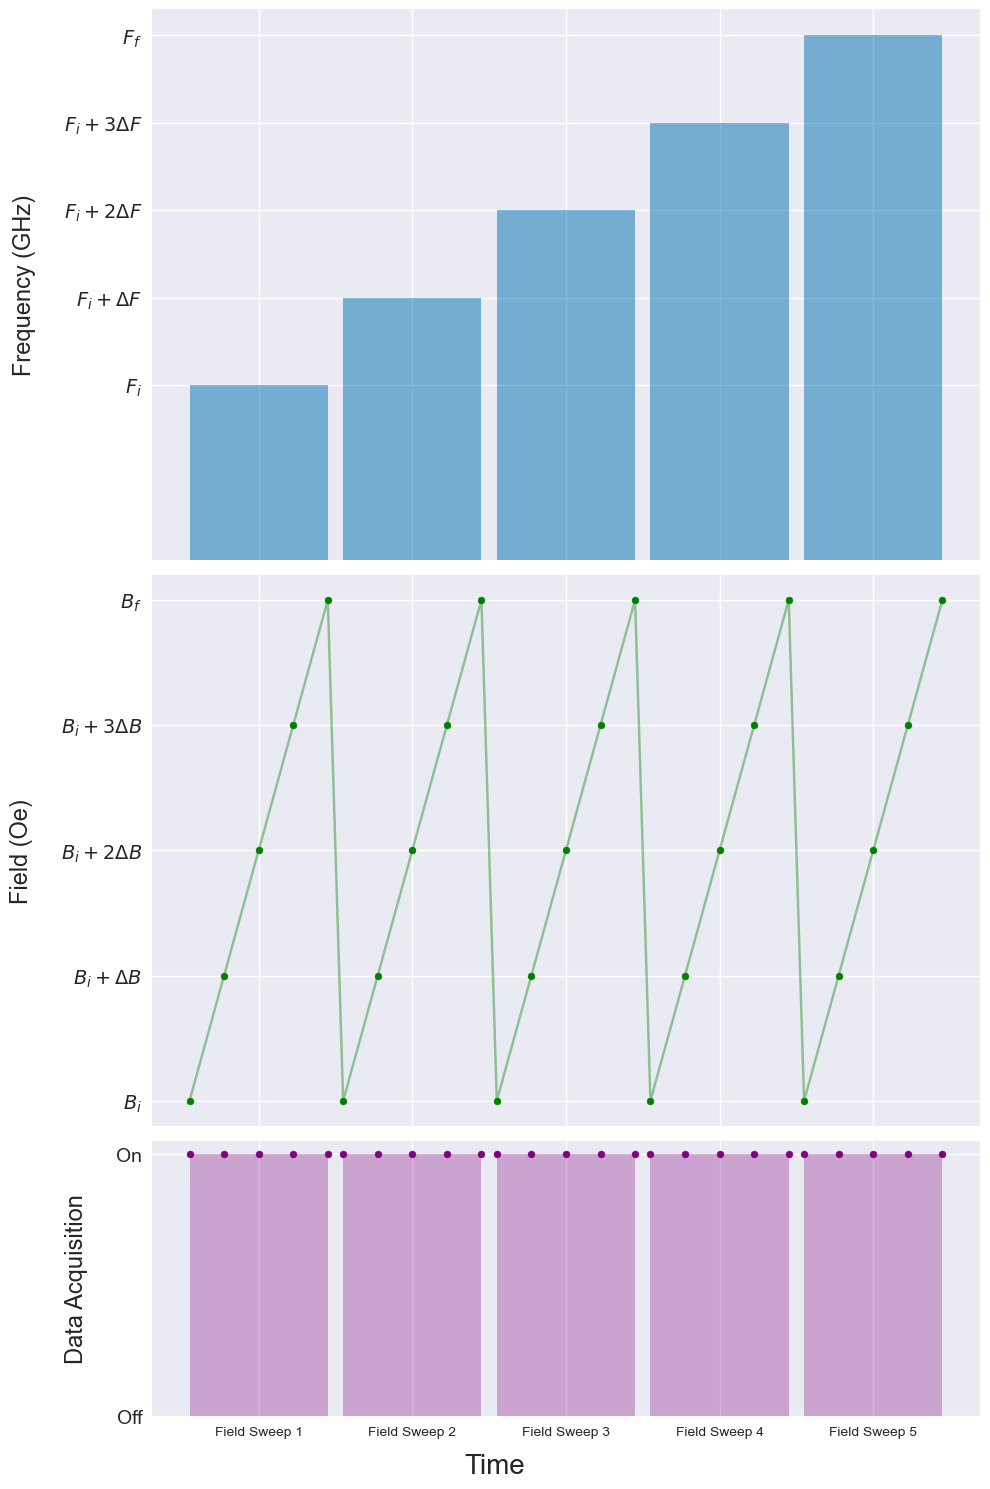 Frequency (GHz)
F_f
F_i + 3ΔF
F_i + 2ΔF
F_i + ΔF
F_i
Field (Oe)
B_f
B_i + 3ΔB
B_i + 2ΔB
B_i + ΔB
B_i
Data Acquisition
On
Off
Field Sweep 1
Field Sweep 2
Field Sweep 3
Field Sweep 4
Field Sweep 5
Time